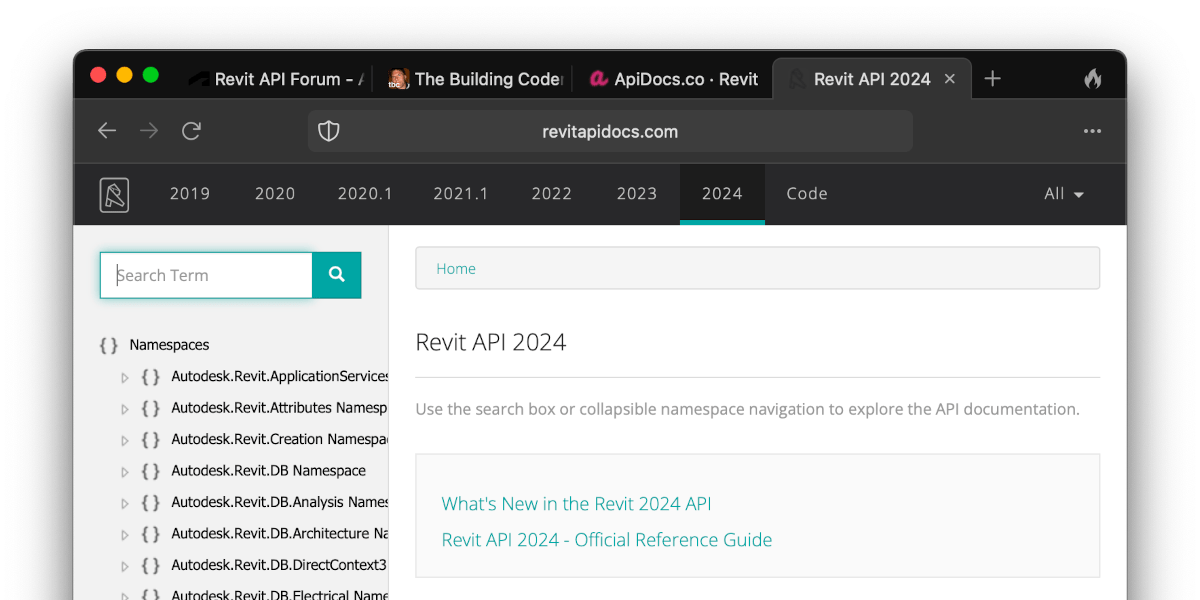 Revit API Forum - The Building Coder ApiDocs.co · Revit Revit API 2024
revitapidocs.com
2019 2020 2020.1 2021.1 2022 2023 2024 Code All
Search Term
Home
Namespaces
Revit API 2024
Autodesk.Revit.ApplicationServices
Autodesk.Revit.Attributes Namesp
Use the search box or collapsible namespace navigation to explore the API documentation.
Autodesk.Revit.Creation Namespa
Autodesk.Revit.DB Namespace
Autodesk.Revit.DB.Analysis Names
What's New in the Revit 2024 API
Autodesk.Revit.DB.Architecture Na
Revit API 2024 - Official Reference Guide
Autodesk.Revit.DB.DirectContext3
Autodesk.Revit.DB.Electrical Name